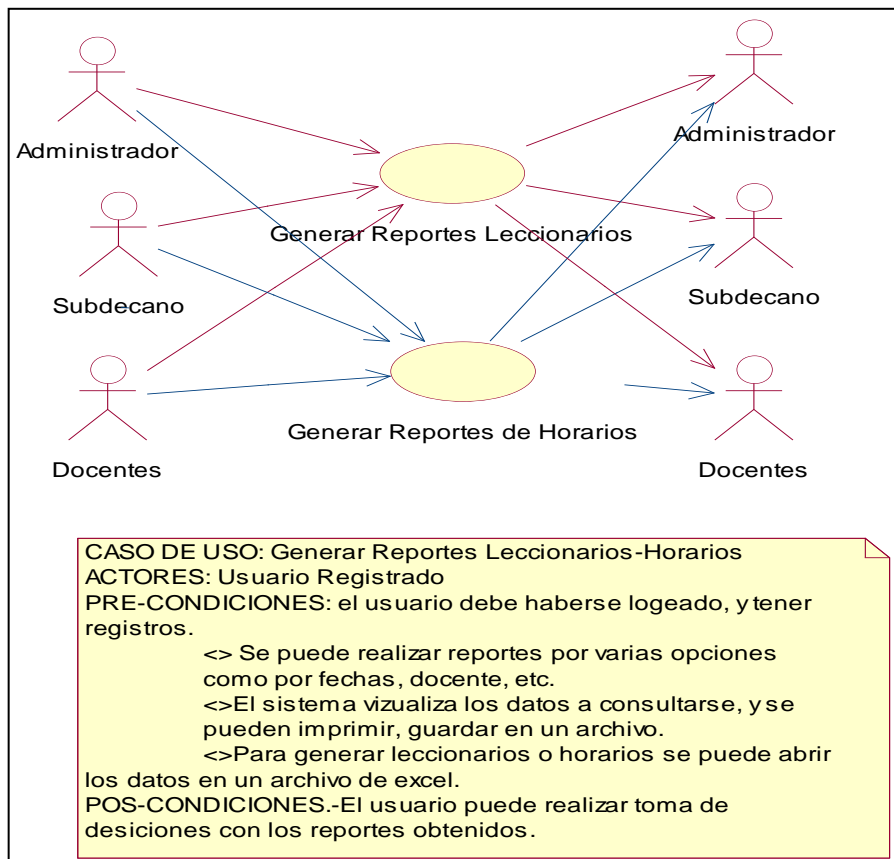 Administrador
Administrador
Generar Reportes Leccionarios
Subdecano
Subdecano
Generar Reportes de Horarios
Docentes
Docentes
CASO DE USO: Generar Reportes Leccionarios-Horarios
ACTORES: Usuario Registrado
PRE-CONDICIONES: el usuario debe haberse logeado, y tener
registros.
<> Se puede realizar reportes por varias opciones
como por fechas, docente, etc.
<>El sistema vizualiza los datos a consultarse, y se
pueden imprimir, guardar en un archivo.
<>Para generar leccionarios o horarios se puede abrir
los datos en un archivo de excel.
POS-CONDICIONES.-El usuario puede realizar toma de
desiciones con los reportes obtenidos.